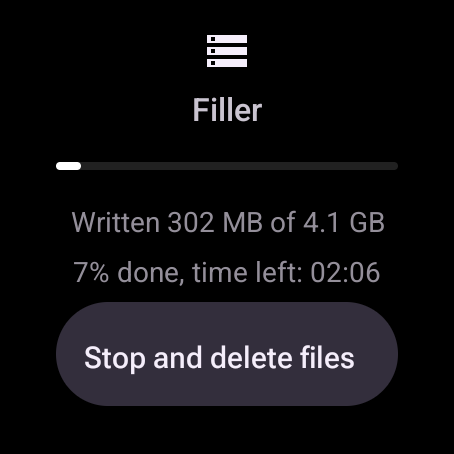 Filler
Written 302 MB of 4.1 GB
7% done, time left: 02:06
Stop and delete files